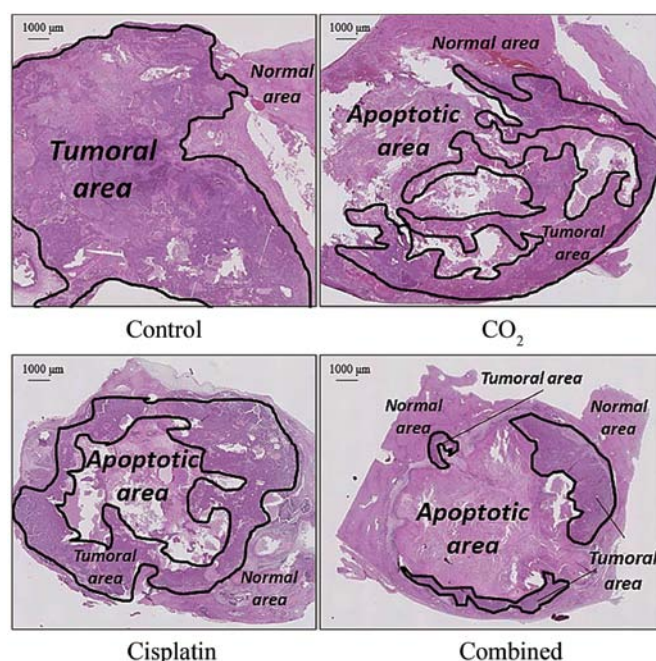 1000 µm
Normal
area
Tumoral
area
Control
1000 µm
Normal area
Apoptotic
area
Tumoral
area
CO₂
1000 µm
Apoptotic
area
Tumoral
area
Normal
area
Cisplatin
1000 µm
Tumoral area
Normal
area
Normal
area
Apoptotic
area
Tumoral
area
Combined